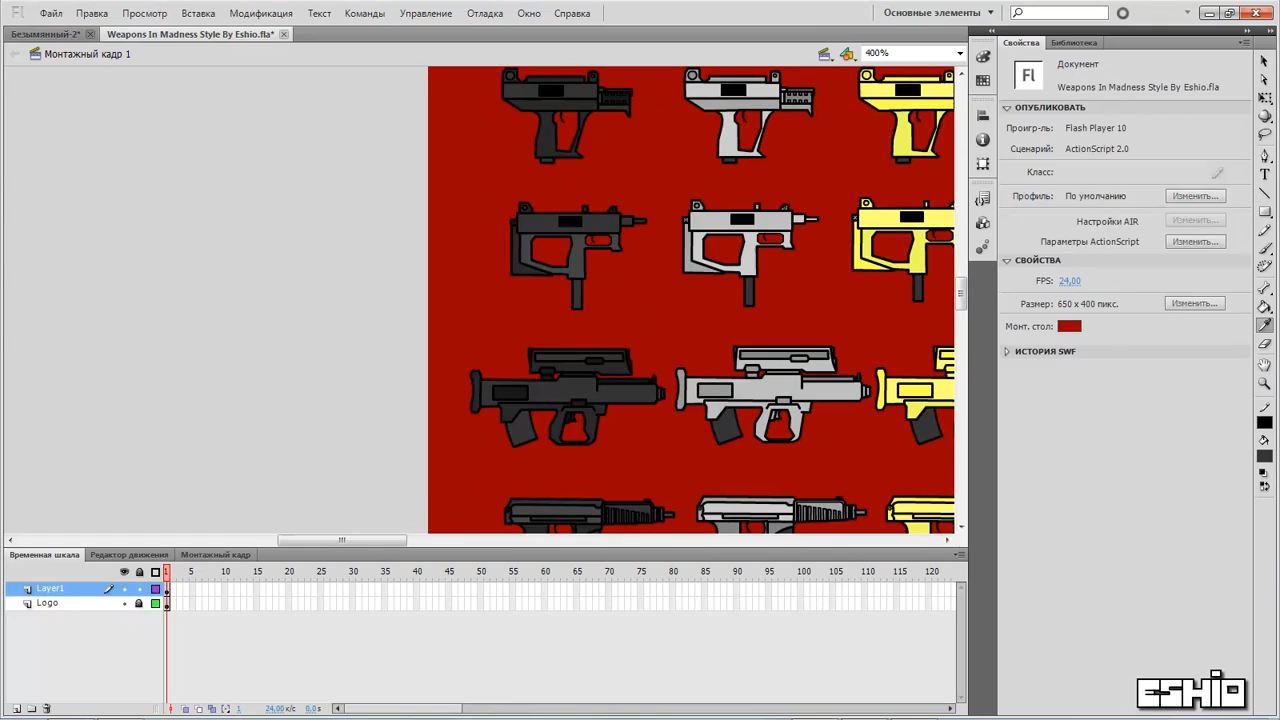 Fl Файл Правка Просмотр Вставка Модификация Текст Команды Управление Отладка Окно Справка Основные элементы
Безымянный-2* Weapons In Madness Style By Eshio.fla*
Монтажный кадр 1 400%
Свойства Библиотека
Fl Документ
Weapons In Madness Style By Eshio.fla
ОПУБЛИКОВАТЬ
Проигр-ль: Flash Player 10
Сценарий: ActionScript 2.0
Класс:
Профиль: По умолчанию Изменить...
Настройки AIR Изменить...
Параметры ActionScript Изменить...
СВОЙСТВА
FPS: 24,00
Размер: 650 x 400 пикс. Изменить...
Монт. стол:
ИСТОРИЯ SWF
Временная шкала Редактор движения Монтажный кадр
1 5 10 15 20 25 30 35 40 45 50 55 60 65 70 75 80 85 90 95 100 105 110 115 120
Layer1
Logo
1 24,00 к/с 0,0 s
ESHIO